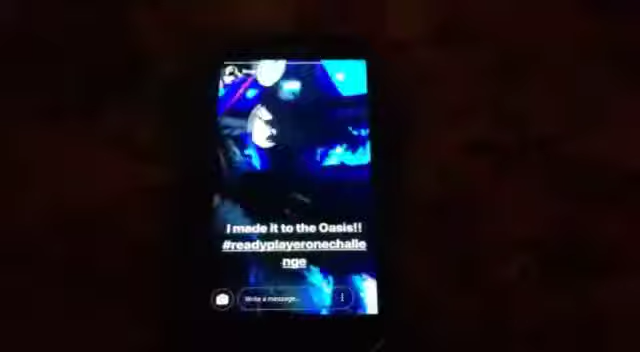 I made it to the Oasis!!
#readyplayeronechalle
nge
Write a message...